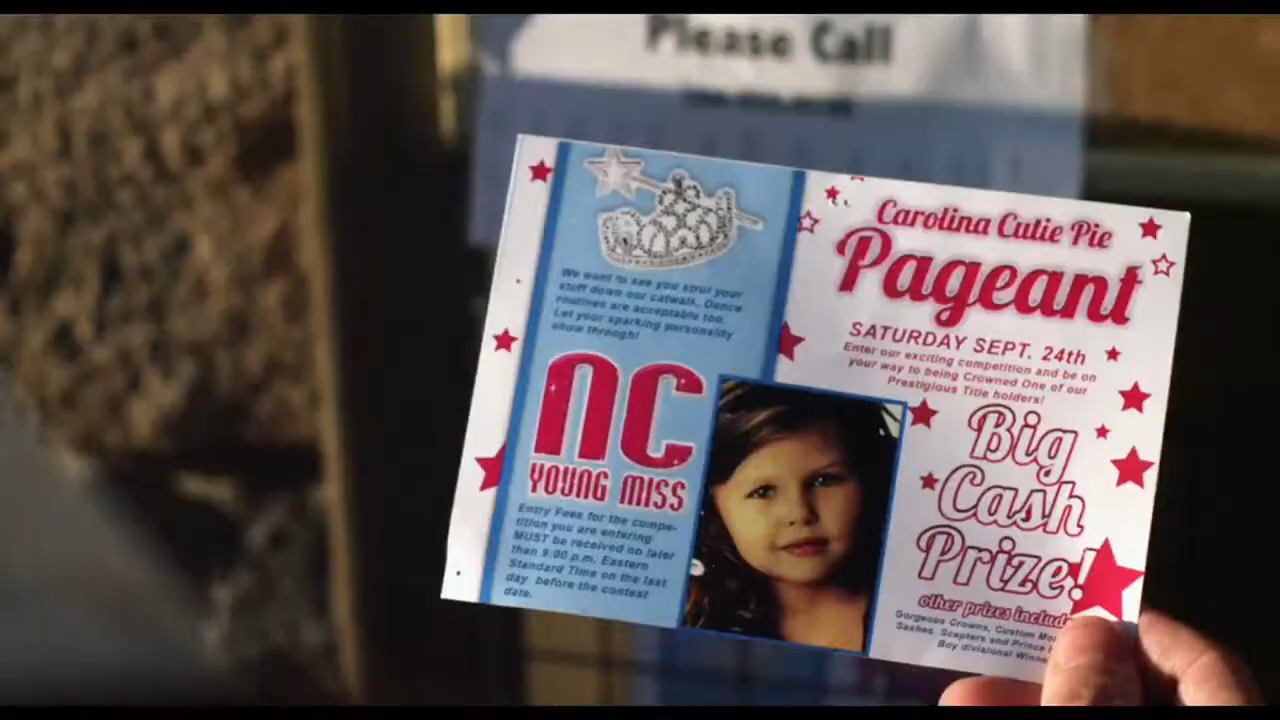 Please Call
We want to see you strut your
stuff down our catwalk. Dance
routines are acceptable too.
Let your sparking personality
show through!
NC
YOUNG MISS
Entry Fees for the compe-
tition you are entering
MUST be received no later
than 9:00 p.m. Eastern
Standard Time on the last
day before the contest
date.
Carolina Cutie Pie
Pageant
SATURDAY SEPT. 24th
Enter our exciting competition and be on
your way to being Crowned One of our
Prestigious Title holders!
Big
Cash
Prize!
other prizes includ
Gorgeous Crowns, Custom
Sashes, Scepters and Prince
Boy divisional Winne